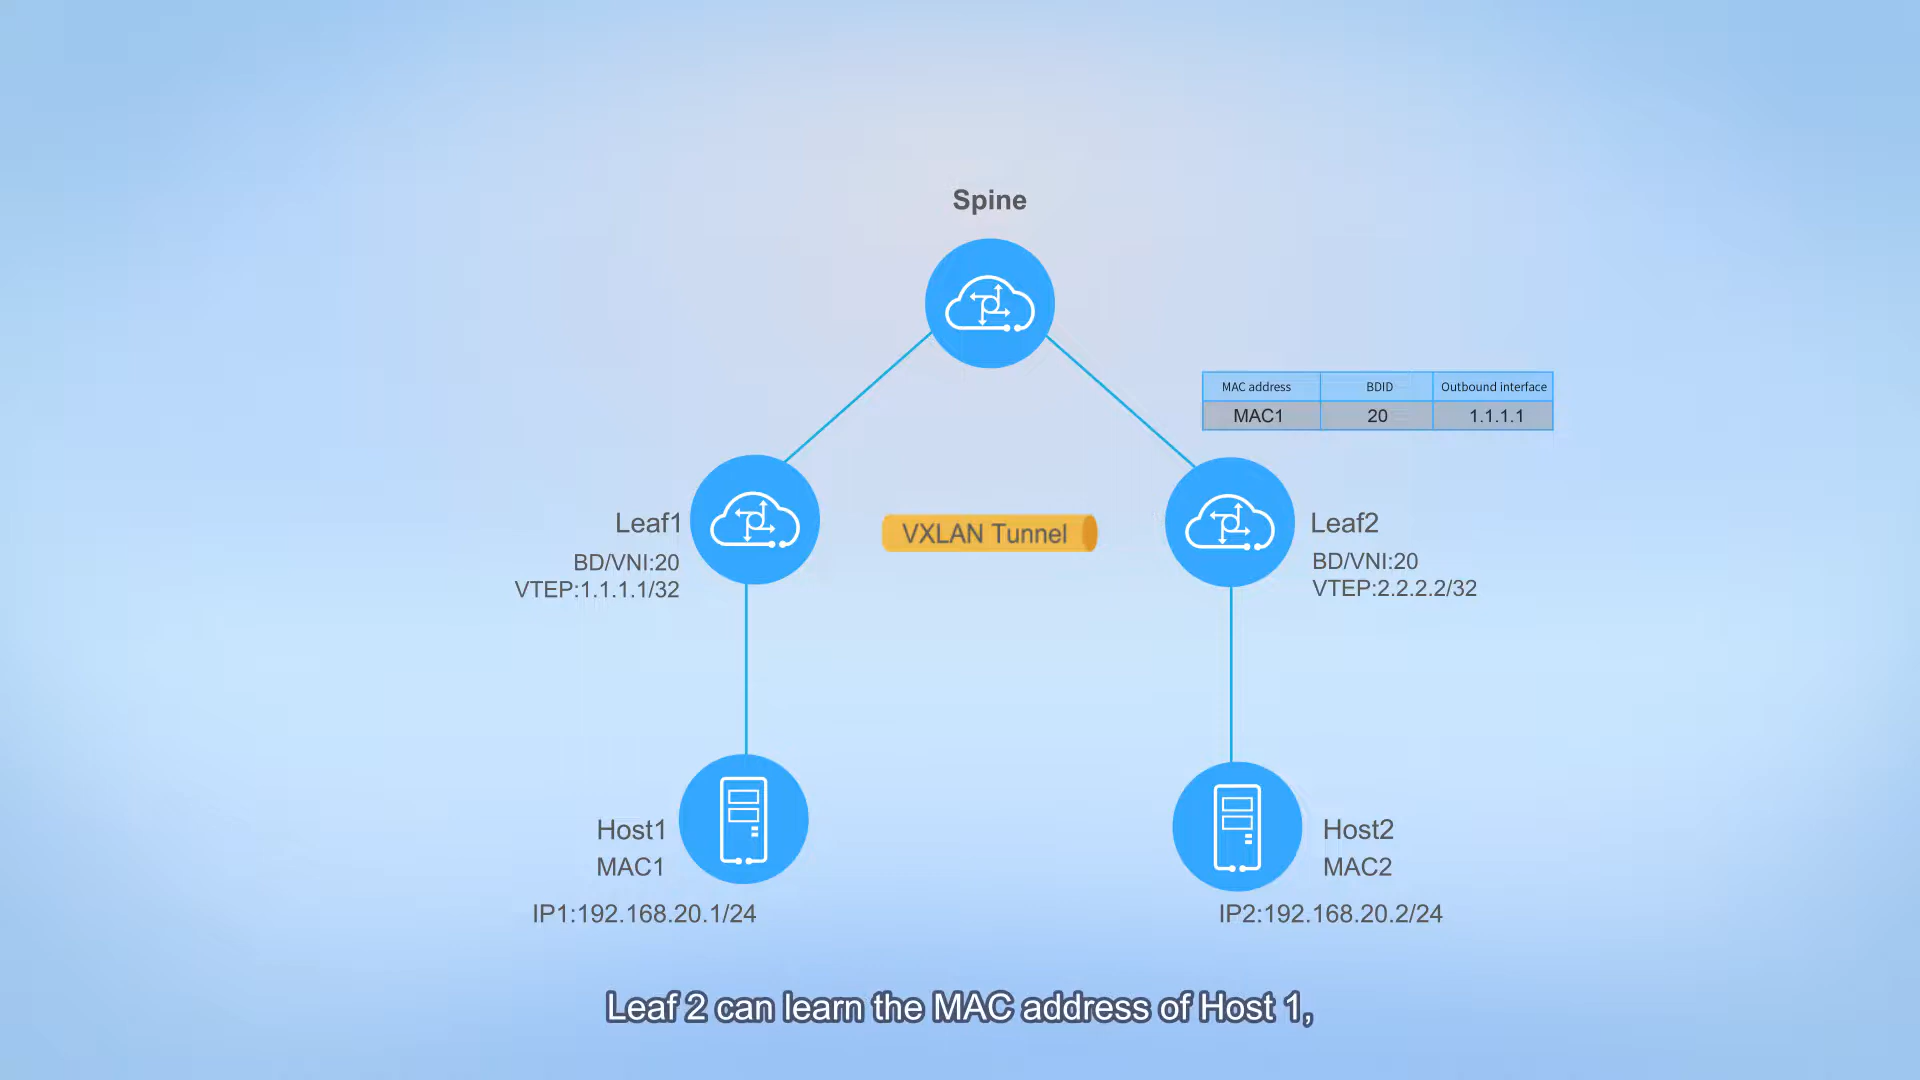 Spine
MAC address BDID Outbound interface
MAC1 20 1.1.1.1
Leaf1
BD/VNI:20
VTEP:1.1.1.1/32
VXLAN Tunnel
Leaf2
BD/VNI:20
VTEP:2.2.2.2/32
Host1
MAC1
IP1:192.168.20.1/24
Host2
MAC2
IP2:192.168.20.2/24
Leaf 2 can learn the MAC address of Host 1,